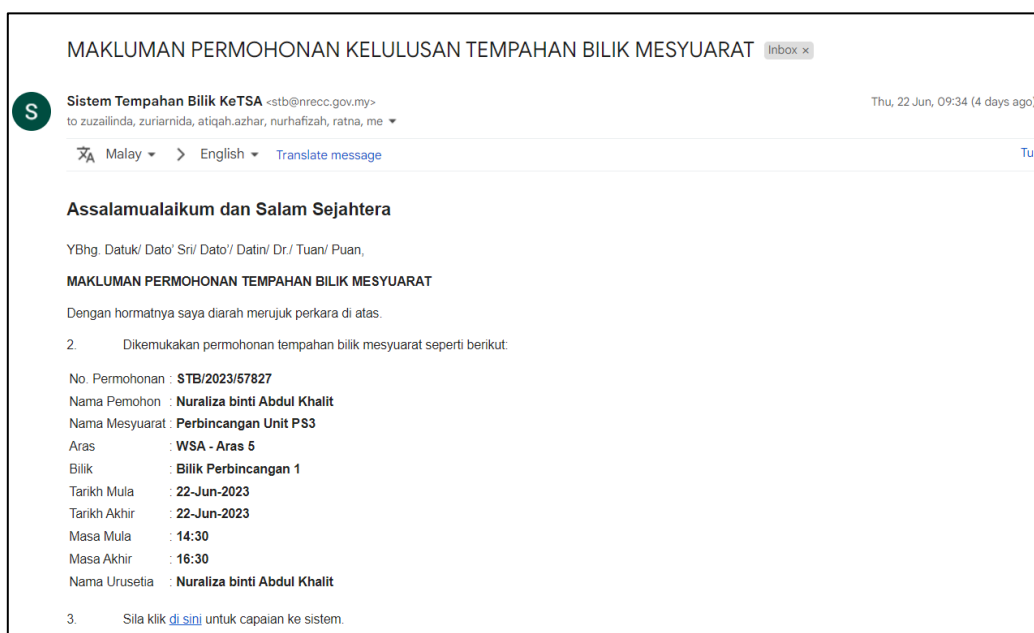 MAKLUMAN PERMOHONAN KELULUSAN TEMPAHAN BILIK MESYUARAT Inbox ×
S
Sistem Tempahan Bilik KeTSA <stb@nrecc.gov.my> Thu, 22 Jun, 09:34 (4 days ago)
to zuzailinda, zuriarnida, atiqah.azhar, nurhafizah, ratna, me
Malay > English Translate message Tu
Assalamualaikum dan Salam Sejahtera
YBhg. Datuk/ Dato' Sri/ Dato'/ Datin/ Dr./ Tuan/ Puan,
MAKLUMAN PERMOHONAN TEMPAHAN BILIK MESYUARAT
Dengan hormatnya saya diarah merujuk perkara di atas.
2. Dikemukakan permohonan tempahan bilik mesyuarat seperti berikut:
No. Permohonan : STB/2023/57827
Nama Pemohon : Nuraliza binti Abdul Khalit
Nama Mesyuarat : Perbincangan Unit PS3
Aras : WSA - Aras 5
Bilik : Bilik Perbincangan 1
Tarikh Mula : 22-Jun-2023
Tarikh Akhir : 22-Jun-2023
Masa Mula : 14:30
Masa Akhir : 16:30
Nama Urusetia : Nuraliza binti Abdul Khalit
3. Sila klik di sini untuk capaian ke sistem.